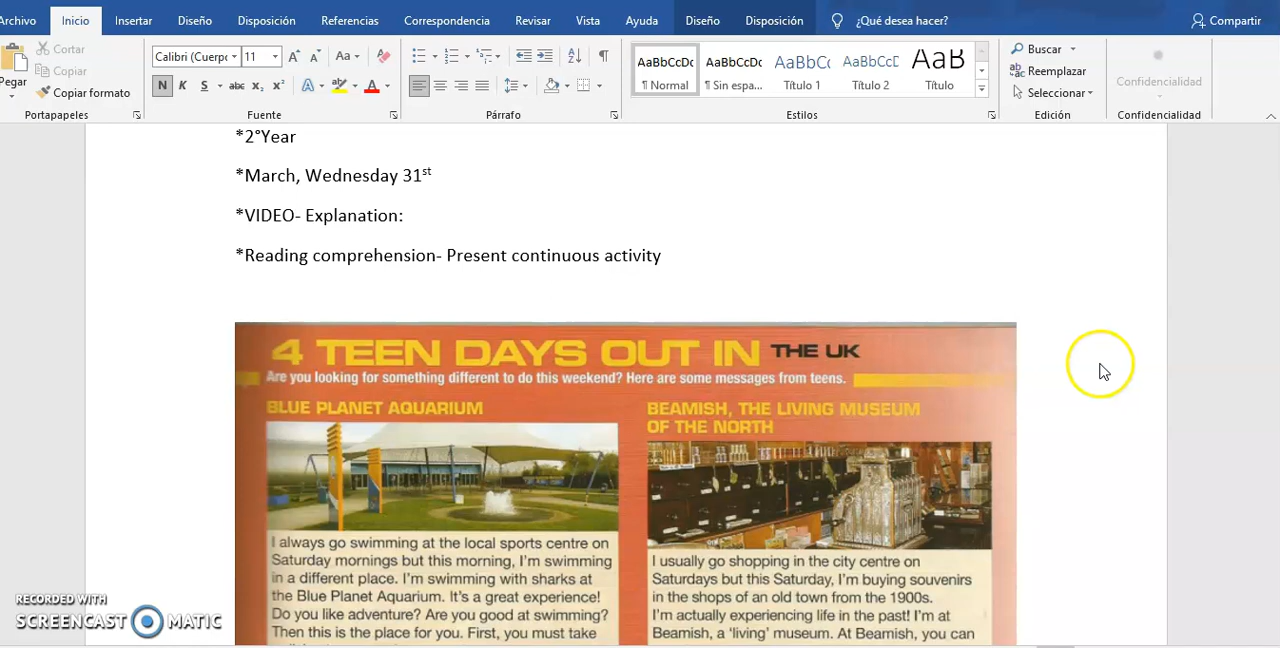 Archivo Inicio Insertar Diseño Disposición Referencias Correspondencia Revisar Vista Ayuda Diseño Disposición ¿Qué desea hacer? Compartir
Pegar
Cortar
Copiar
Copiar formato
Portapapeles
Calibri (Cuerpo 11
Aa
N K S abc x₂ x² A A
Fuente
Párrafo
AaBbCcDc AaBbCcDc AaBbCc AaBbCcD AaB
¶ Normal ¶ Sin espa... Título 1 Título 2 Título
Estilos
Buscar
Reemplazar
Seleccionar
Edición
Confidencialidad
Confidencialidad
*2°Year
*March, Wednesday 31st
*VIDEO- Explanation:
*Reading comprehension- Present continuous activity
4 TEEN DAYS OUT IN THE UK
Are you looking for something different to do this weekend? Here are some messages from teens.
BLUE PLANET AQUARIUM
I always go swimming at the local sports centre on
Saturday mornings but this morning, I'm swimming
in a different place. I'm swimming with sharks at
the Blue Planet Aquarium. It's a great experience!
Do you like adventure? Are you good at swimming?
Then this is the place for you. First, you must take
BEAMISH, THE LIVING MUSEUM
OF THE NORTH
I usually go shopping in the city centre on
Saturdays but this Saturday, I'm buying souvenirs
in the shops of an old town from the 1900s.
I'm actually experiencing life in the past! I'm at
Beamish, a 'living' museum. At Beamish, you can
RECORDED WITH
SCREENCAST MATIC